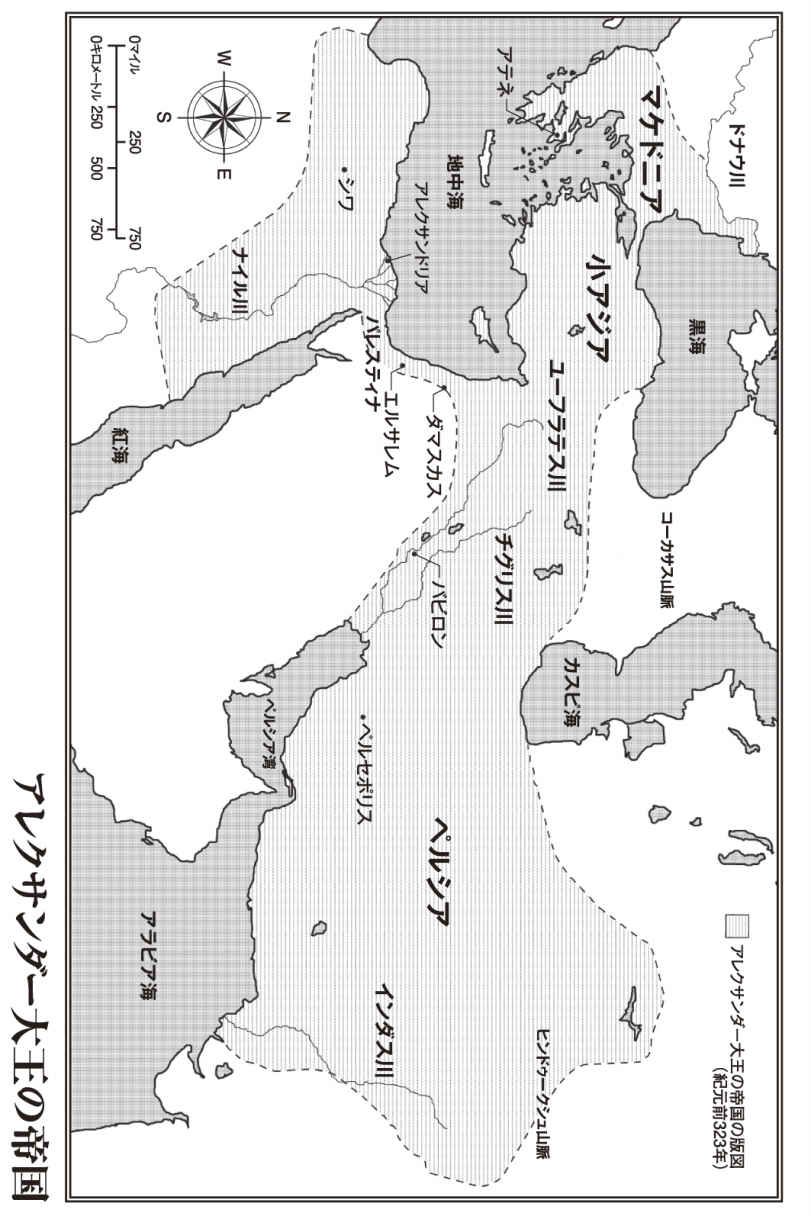 アレクサンダー大王の帝国
アレクサンダー大王の帝国の版図
(紀元前323年)
ドナウ川
マケドニア
アテネ
黒海
小アジア
地中海
アレクサンドリア
シワ
ナイル川
パレスティナ
エルサレム
ダマスカス
ユーフラテス川
チグリス川
バビロン
紅海
コーカサス山脈
カスピ海
ペルシア湾
ペルセポリス
ペルシア
アラビア海
インダス川
ヒンドゥークシュ山脈
N
W
E
S
0マイル 250 750
0キロメートル 250 500 750